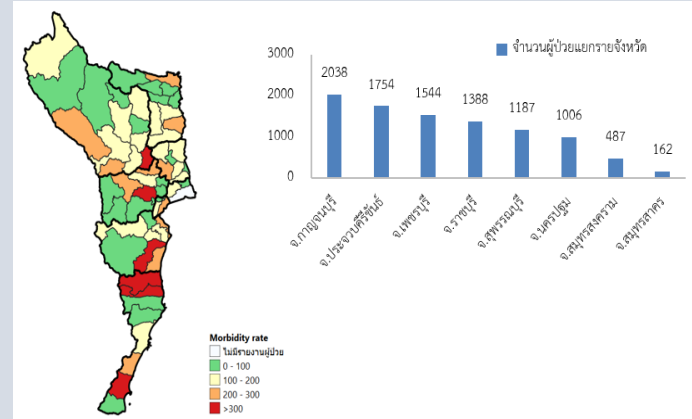 จำนวนผู้ป่วยแยกรายจังหวัด
3000
2000
1000
0
2038
1754
1544
1388
1187
1006
487
162
จ.กาญจนบุรี
จ.ประจวบคีรีขันธ์
จ.เพชรบุรี
จ.ราชบุรี
จ.สุพรรณบุรี
จ.นครปฐม
จ.สมุทรสงคราม
จ.สมุทรสาคร
Morbidity rate
ไม่มีรายงานผู้ป่วย
0 - 100
100 - 200
200 - 300
>300